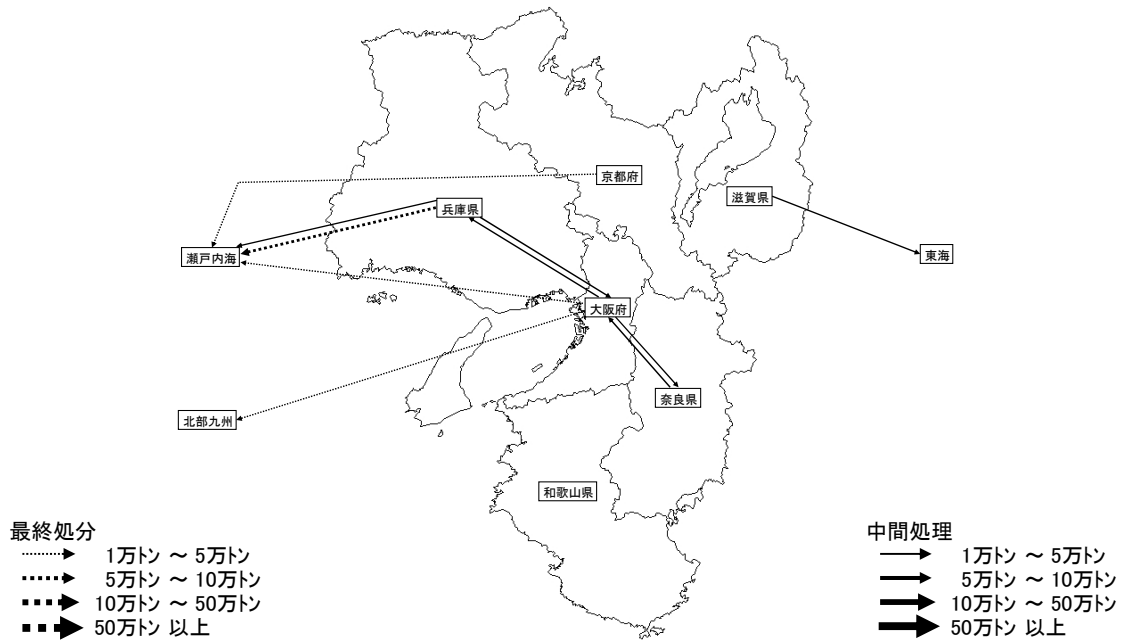 京都府
滋賀県
兵庫県
瀬戸内海
東海
大阪府
奈良県
北部九州
和歌山県
最終処分
1万トン ～ 5万トン
5万トン ～ 10万トン
10万トン ～ 50万トン
50万トン 以上
中間処理
1万トン ～ 5万トン
5万トン ～ 10万トン
10万トン ～ 50万トン
50万トン 以上